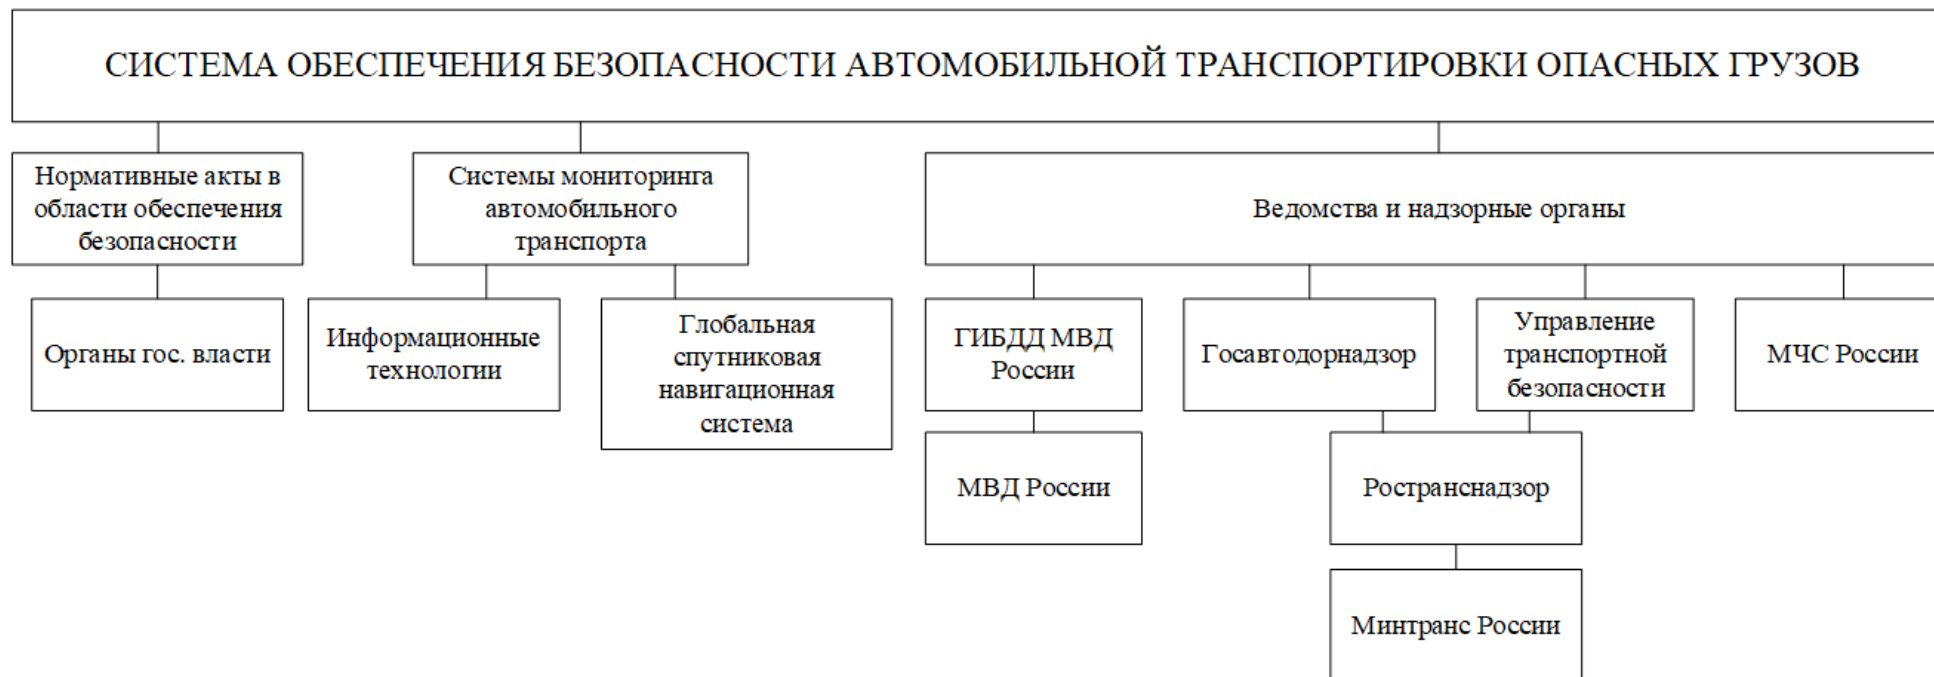 СИСТЕМА ОБЕСПЕЧЕНИЯ БЕЗОПАСНОСТИ АВТОМОБИЛЬНОЙ ТРАНСПОРТИРОВКИ ОПАСНЫХ ГРУЗОВ
Нормативные акты в
области обеспечения
безопасности
Системы мониторинга
автомобильного
транспорта
Ведомства и надзорные органы
Органы гос. власти
Информационные
технологии
Глобальная
спутниковая
навигационная
система
ГИБДД МВД
России
Госавтодорнадзор
Управление
транспортной
безопасности
МЧС России
МВД России
Ространснадзор
Минтранс России